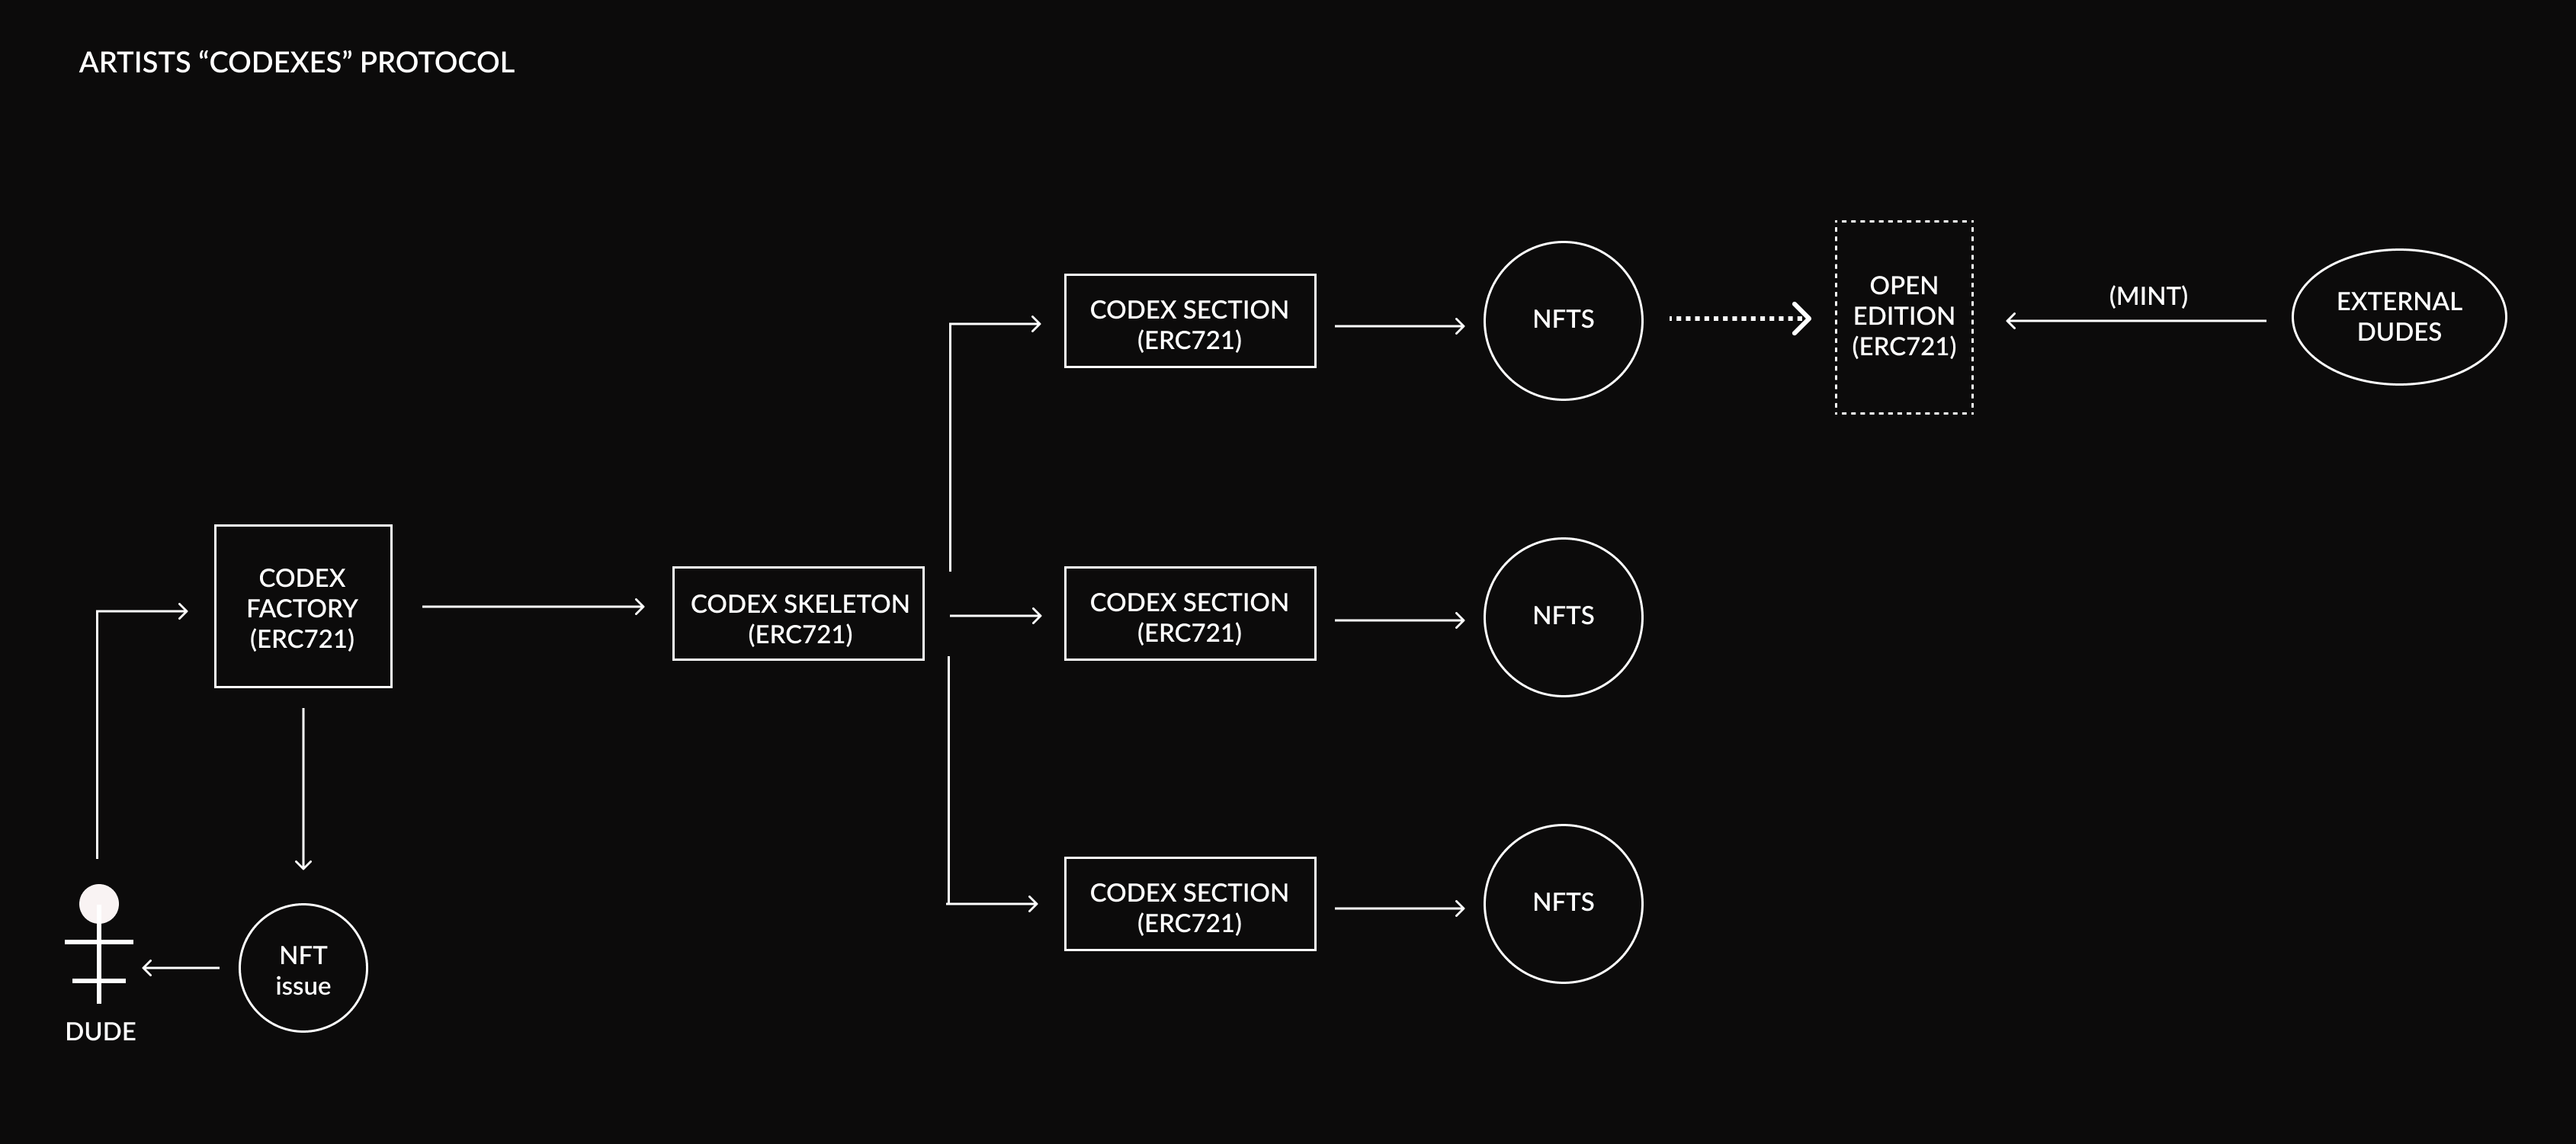 ARTISTS “CODEXES” PROTOCOL
OPEN
EDITION
(ERC721)
(MINT)
EXTERNAL
DUDES
CODEX SECTION
(ERC721)
NFTS
CODEX
FACTORY
(ERC721)
CODEX SKELETON
(ERC721)
CODEX SECTION
(ERC721)
NFTS
CODEX SECTION
(ERC721)
NFTS
NFT
issue
DUDE